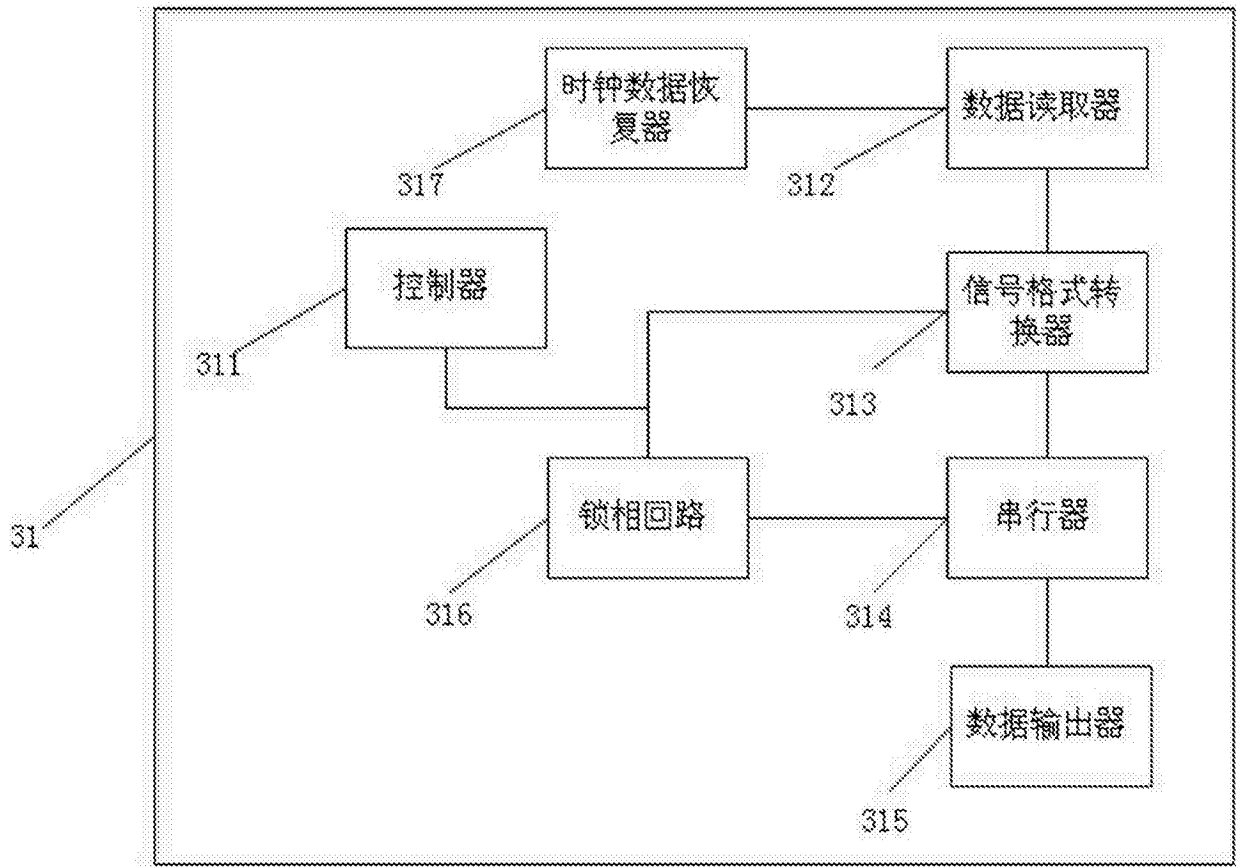 时钟数据恢
复器
数据读取器
317
312
控制器
信号格式转
换器
311
313
锁相回路
串行器
31
316
314
数据输出器
315